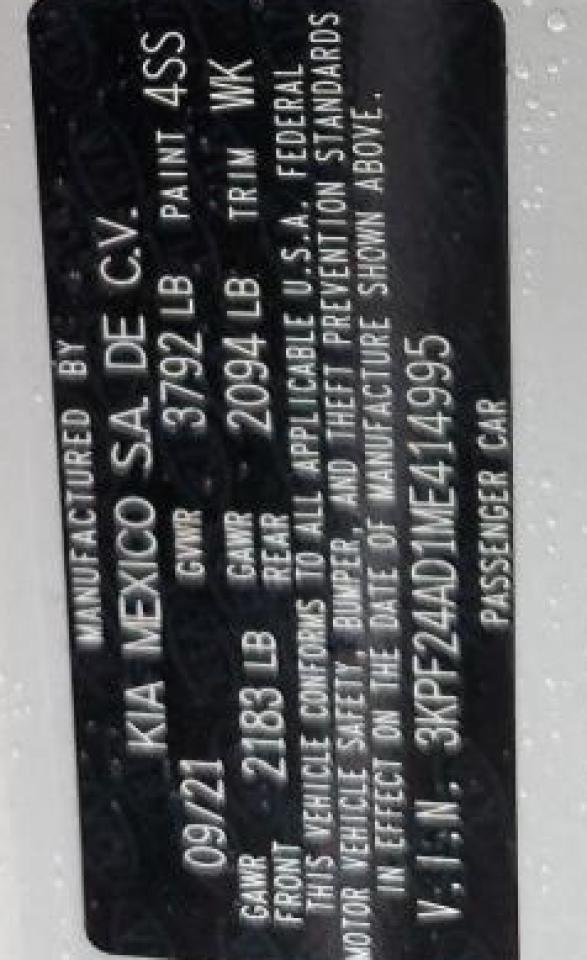 MANUFACTURED BY
KIA MEXICO S.A. DE C.V.
09/21 GVWR 3792 LB PAINT 4SS
GAWR FRONT 2183 LB GAWR REAR 2094 LB TRIM WK
THIS VEHICLE CONFORMS TO ALL APPLICABLE U.S.A. FEDERAL
MOTOR VEHICLE SAFETY, BUMPER, AND THEFT PREVENTION STANDARDS
IN EFFECT ON THE DATE OF MANUFACTURE SHOWN ABOVE.
V.I.N. 3KPF24AD1ME414995
PASSENGER CAR